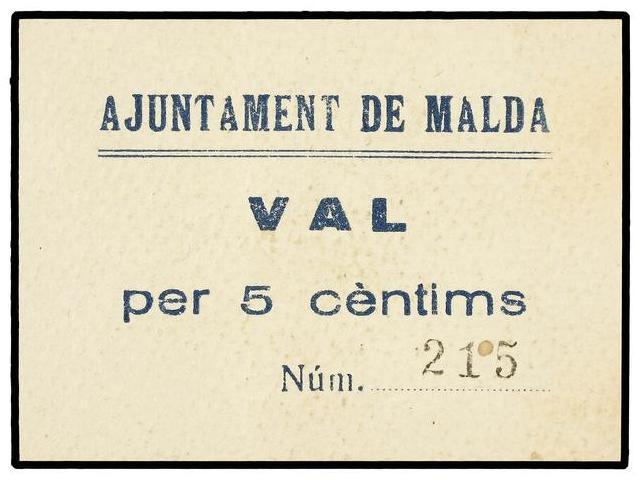 AJUNTAMENT DE MALDA
VAL
per 5 cèntims
Núm. 215